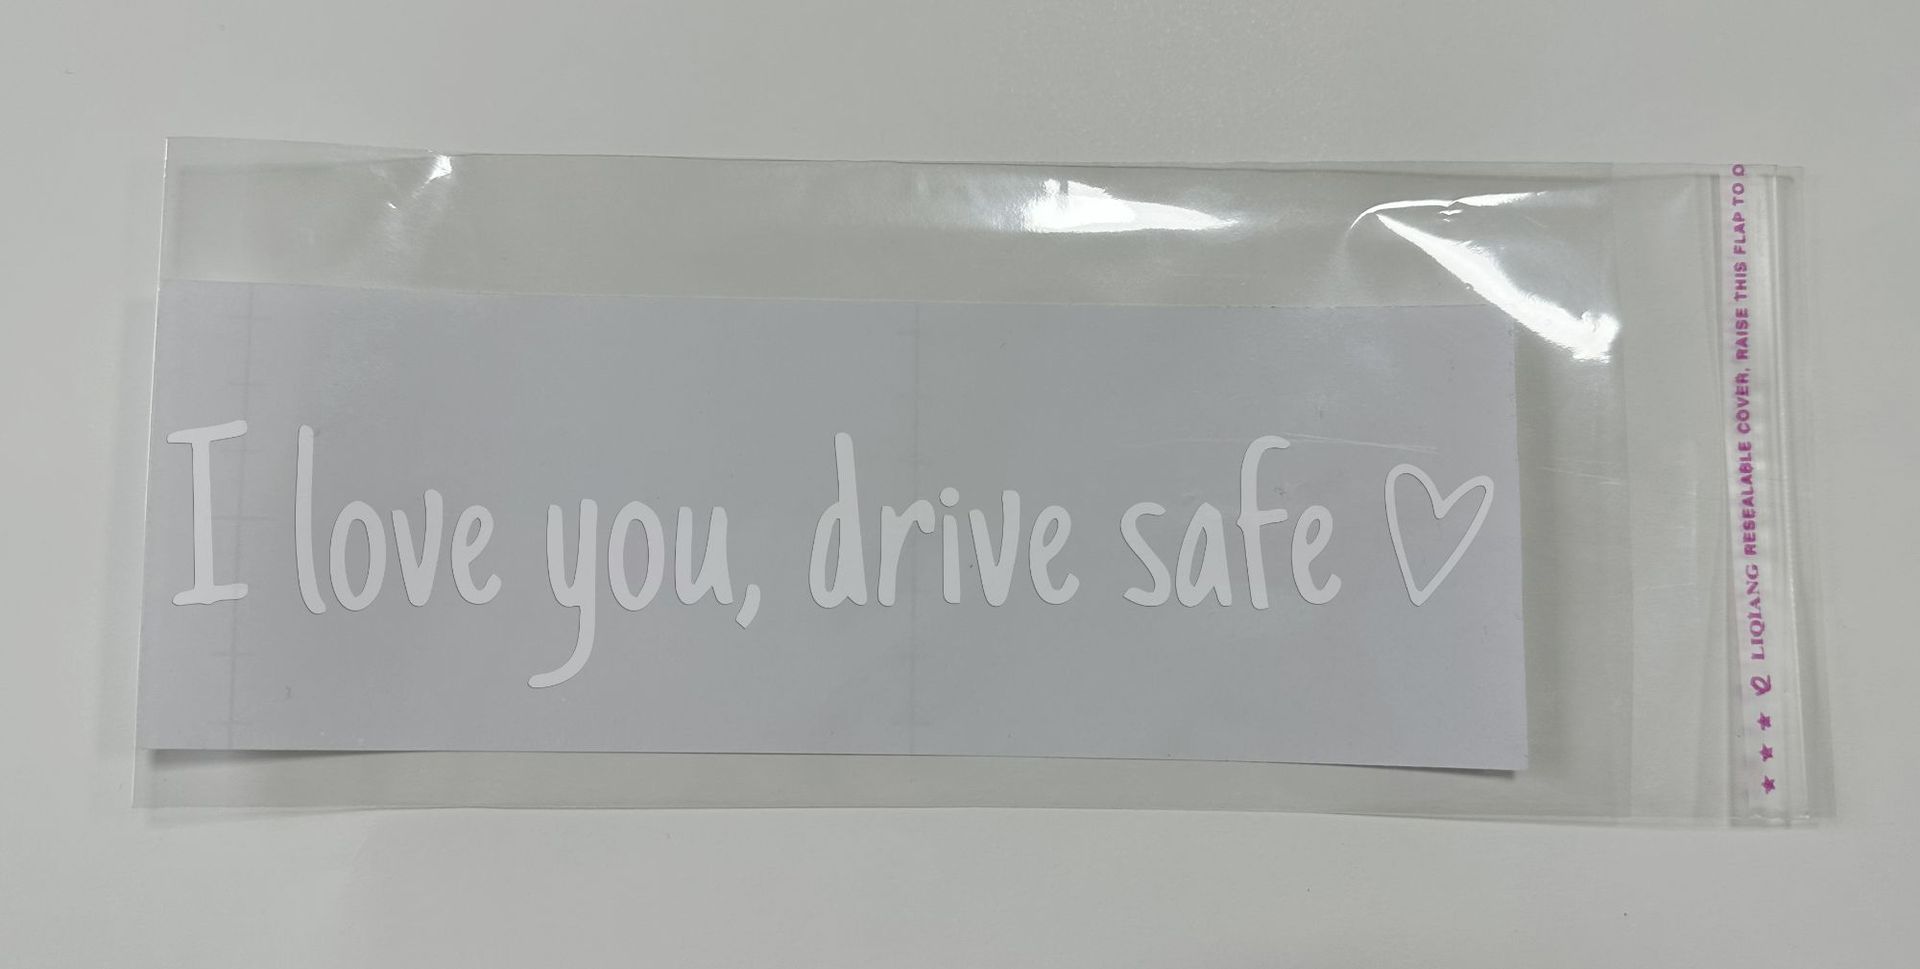 I love you, drive safe ♡
LIQIANG RESEALABLE COVER, RAISE THIS FLAP TO O